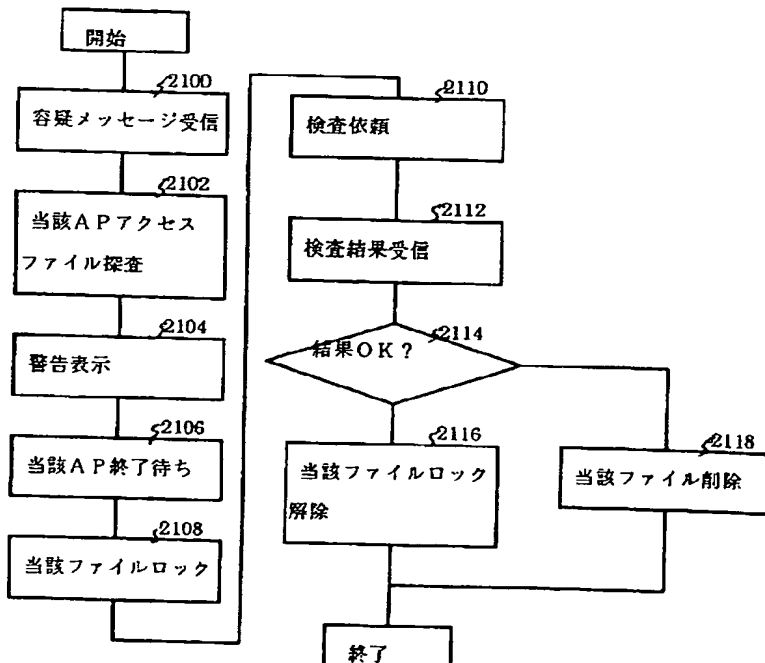 開始
2100
容疑メッセージ受信
2102
当該APアクセス
ファイル探査
2104
警告表示
2106
当該AP終了待ち
2108
当該ファイルロック
2110
検査依頼
2112
検査結果受信
2114
結果OK?
2116
当該ファイルロック
解除
2118
当該ファイル削除
終了